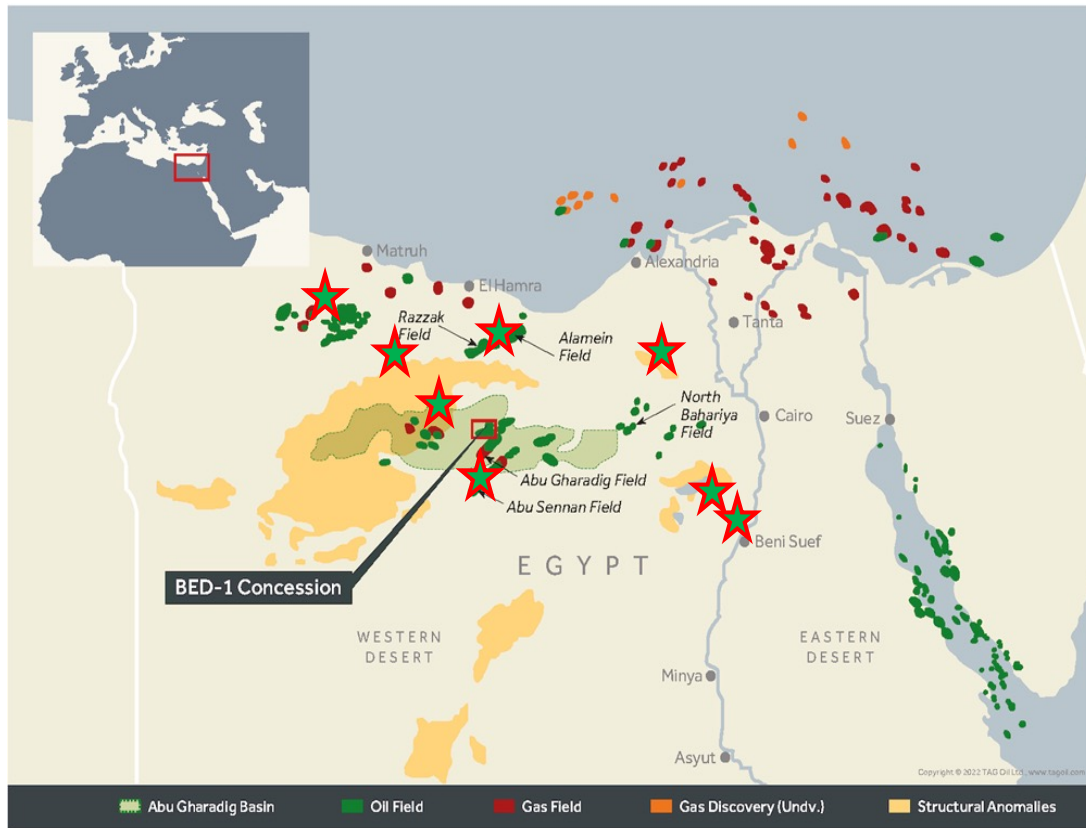 Matruh
Alexandria
El Hamra
Razzak
Field
Alamein
Field
Tanta
North
Bahariya
Field
Cairo
Suez
Abu Gharadig Field
Abu Sennan Field
Beni Suef
EGYPT
BED-1 Concession
WESTERN
DESERT
EASTERN
DESERT
Minya
Asyut
Copyright © 2022 TAG Oil Ltd., www.tagoil.com
Abu Gharadig Basin
Oil Field
Gas Field
Gas Discovery (Undv.)
Structural Anomalies